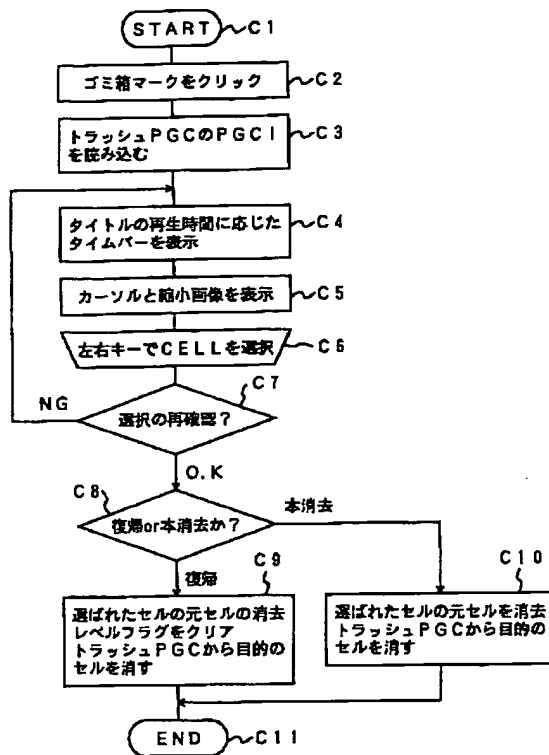 START C1
ゴミ箱マークをクリック C2
トラッシュPGCのPGCI
を読み込む C3
タイトルの再生時間に応じた
タイムバーを表示 C4
カーソルと縮小画像を表示 C5
左右キーでCELLを選択 C6
C7
NG
選択の再確認?
O.K
C8
復帰or本消去か?
本消去
復帰
C9
C10
選ばれたセルの元セルの消去
レベルフラグをクリア
トラッシュPGCから目的の
セルを消す
選ばれたセルの元セルを消去
トラッシュPGCから目的の
セルを消す
END C11